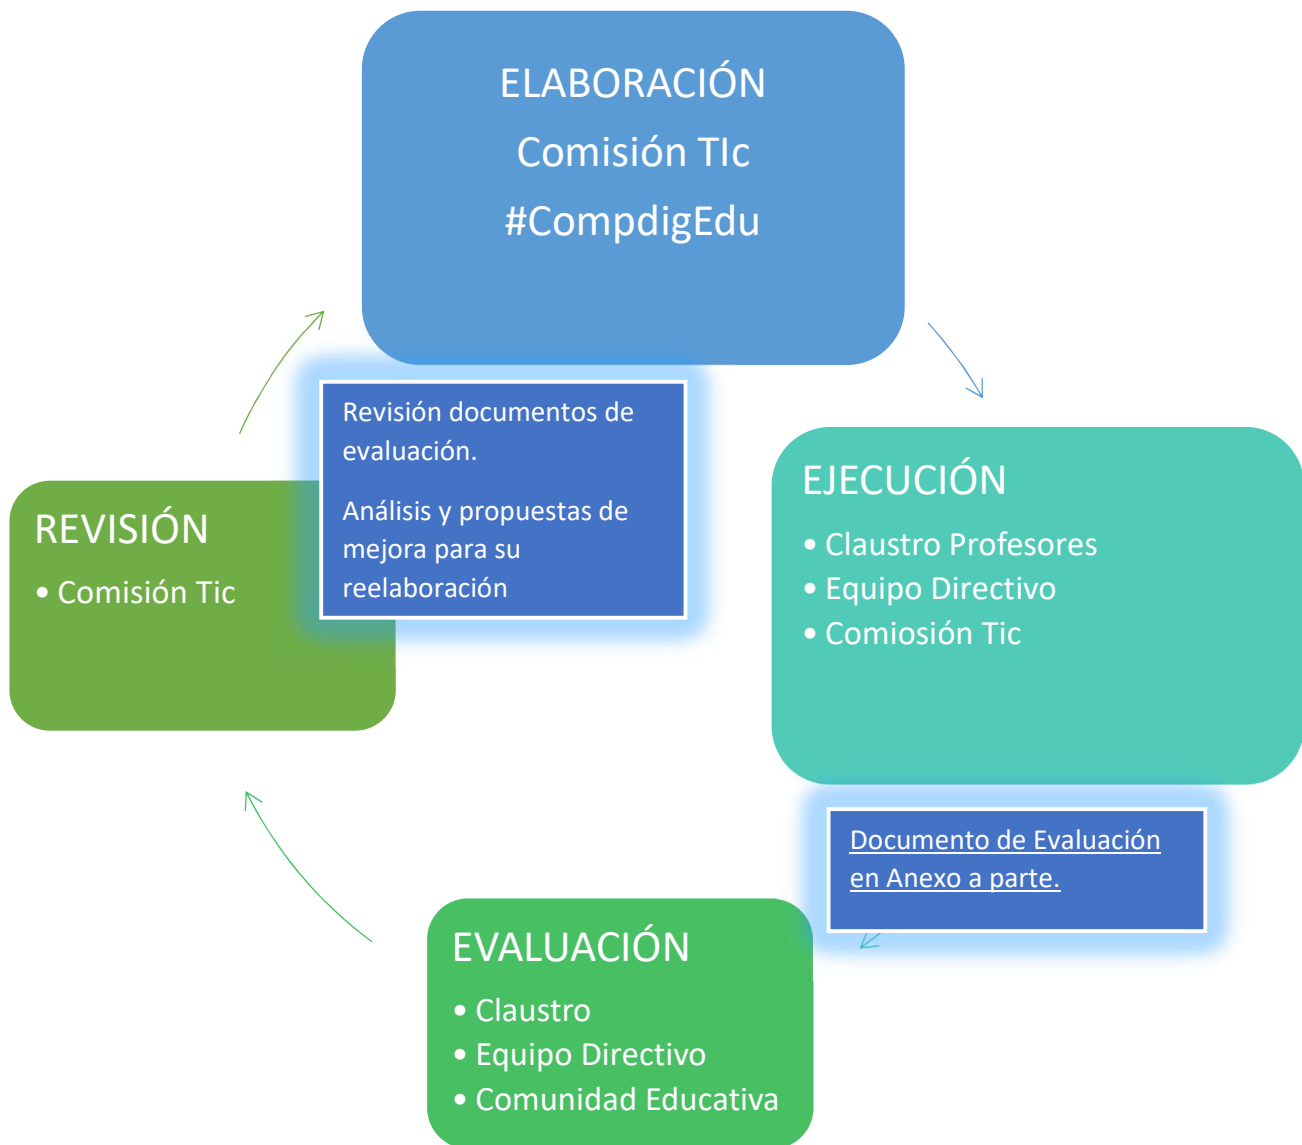 ELABORACIÓN
Comisión TIc
#CompdigEdu
Revisión documentos de
evaluación.
Análisis y propuestas de
mejora para su
reelaboración
EJECUCIÓN
• Claustro Profesores
• Equipo Directivo
• Comiosión Tic
REVISIÓN
• Comisión Tic
Documento de Evaluación
en Anexo a parte.
EVALUACIÓN
• Claustro
• Equipo Directivo
• Comunidad Educativa